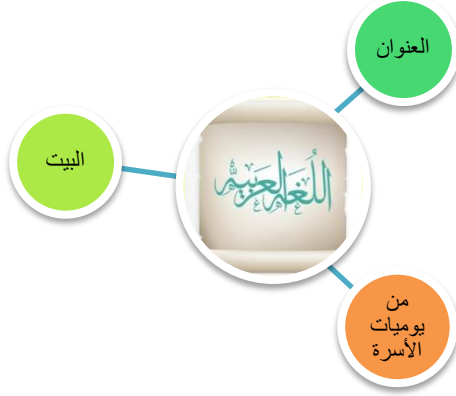 العنوان
البيت
اللغة العربية
من
يوميات
الأسرة